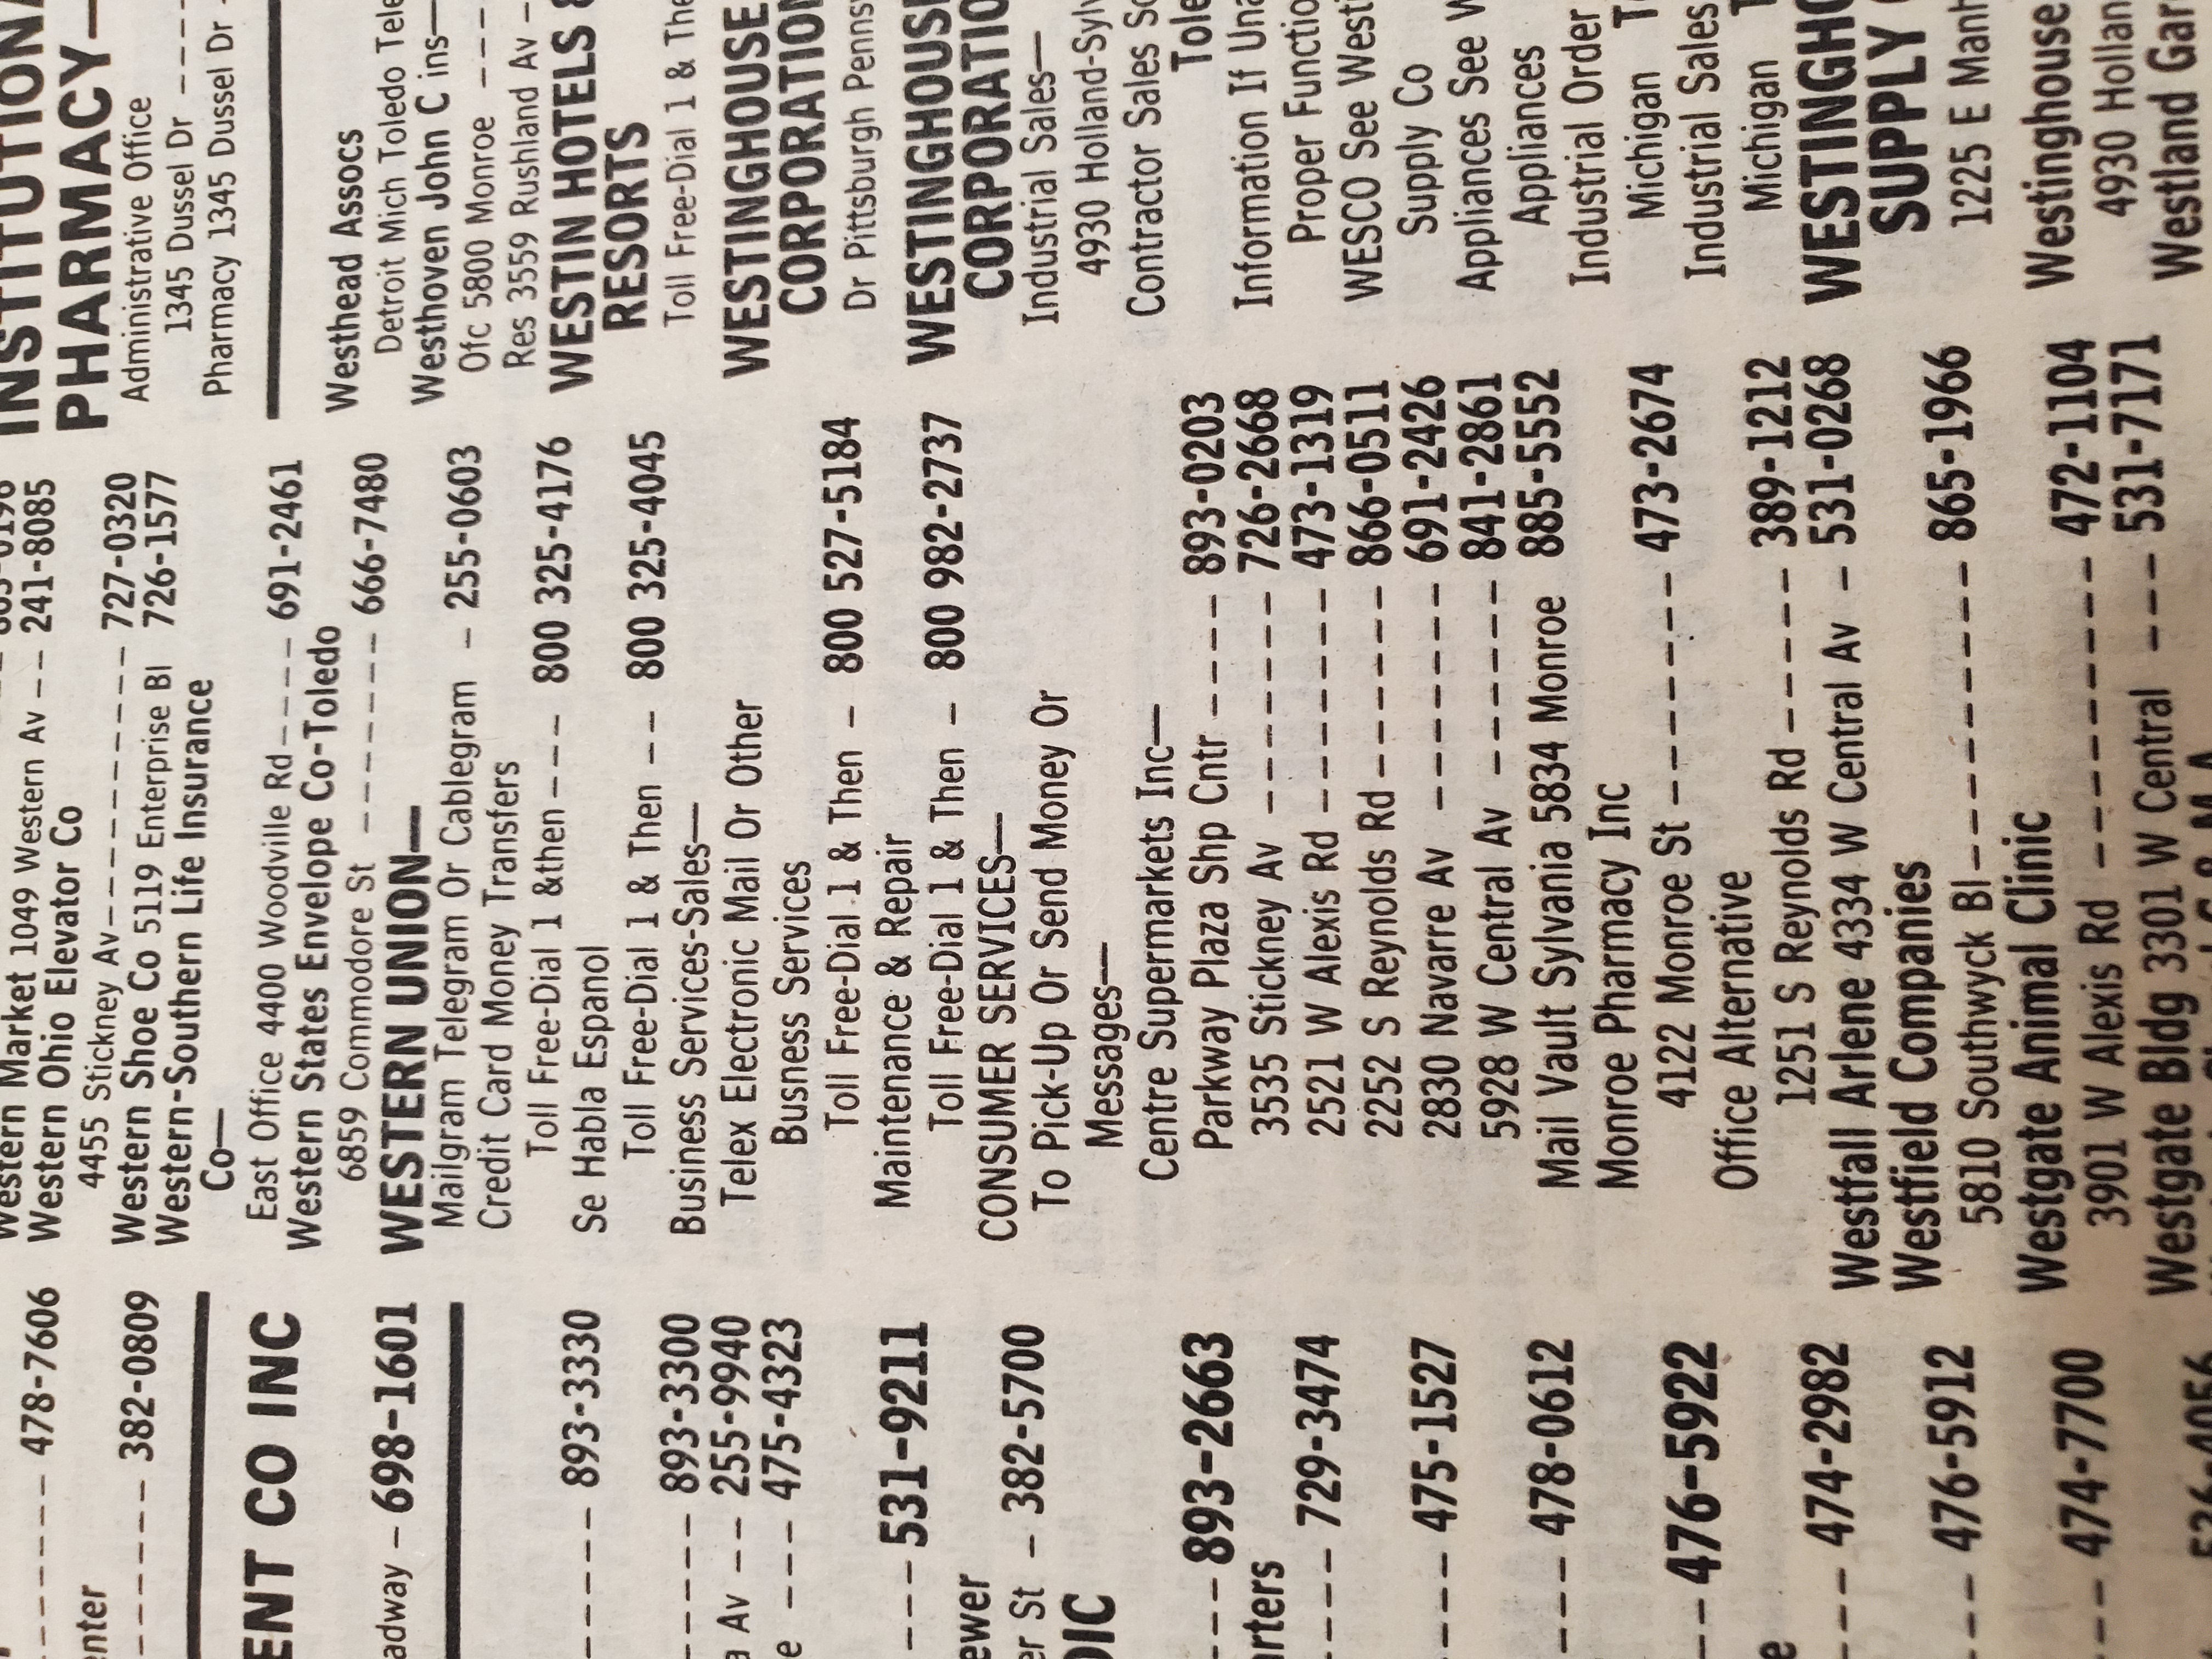 478-7606
enter
382-0809
ENT CO INC
adway - 698-1601
893-3330
893-3300
a Av --- 255-9940
e ---- 475-4323
531-9211
ewer
er St - 382-5700
DIC
893-2663
arters
729-3474
475-1527
478-0612
476-5922
e
474-2982
476-5912
474-7700
Western Market 1049 Western Av -- 241-8085
Western Ohio Elevator Co
4455 Stickney Av---------- 727-0320
Western Shoe Co 5119 Enterprise Bl 726-1577
Western-Southern Life Insurance
Co—
East Office 4400 Woodville Rd----- 691-2461
Western States Envelope Co-Toledo
6859 Commodore St -------- 666-7480
WESTERN UNION—
Mailgram Telegram Or Cablegram - 255-0603
Credit Card Money Transfers
Toll Free-Dial 1 &then---- 800 325-4176
Se Habla Espanol
Toll Free-Dial 1 & Then -- 800 325-4045
Business Services-Sales—
Telex Electronic Mail Or Other
Business Services
Toll Free-Dial 1 & Then - 800 527-5184
Maintenance & Repair
Toll Free-Dial 1 & Then - 800 982-2737
CONSUMER SERVICES—
To Pick-Up Or Send Money Or
Messages—
Centre Supermarkets Inc—
Parkway Plaza Shp Cntr ----- 893-0203
3535 Stickney Av -------- 726-2668
2521 W Alexis Rd -------- 473-1319
2252 S Reynolds Rd------- 866-0511
2830 Navarre Av -------- 691-2426
5928 W Central Av ------- 841-2861
Mail Vault Sylvania 5834 Monroe 885-5552
Monroe Pharmacy Inc
4122 Monroe St -------- 473-2674
Office Alternative
1251 S Reynolds Rd ------ 389-1212
Westfall Arlene 4334 W Central Av - 531-0268
Westfield Companies
5810 Southwyck Bl---------- 865-1966
Westgate Animal Clinic
3901 W Alexis Rd ---------- 472-1104
Westgate Bldg 3301 W Central --- 531-7171
INSTITUTIONA
PHARMACY—
Administrative Office
1345 Dussel Dr ----
Pharmacy 1345 Dussel Dr -
Westhead Assocs
Detroit Mich Toledo Tele
Westhoven John C ins—
Ofc 5800 Monroe ---
Res 3559 Rushland Av -
WESTIN HOTELS &
RESORTS
Toll Free-Dial 1 & The
WESTINGHOUSE
CORPORATION
Dr Pittsburgh Pennsy
WESTINGHOUSE
CORPORATIO
Industrial Sales—
4930 Holland-Sylv
Contractor Sales
Tole
Information If Una
Proper Functio
WESCO See Westi
Supply Co
Appliances See W
Appliances
Industrial Order
Michigan
Industrial Sales
Michigan
WESTINGHO
SUPPLY
1225 E Manh
Westinghouse
4930 Hollan
Westland Gar